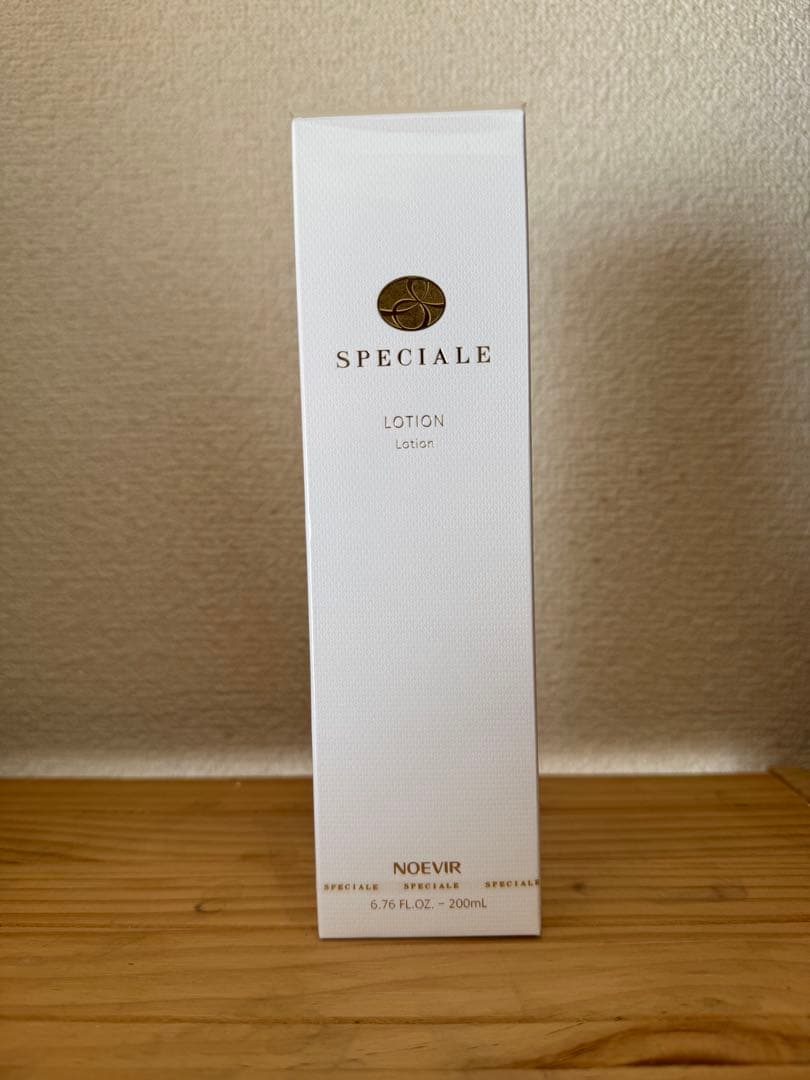 SPECIALE
LOTION
Lotion
NOEVIR
SPECIALE SPECIALE SPECIALE
6.76 FL.OZ. – 200mL